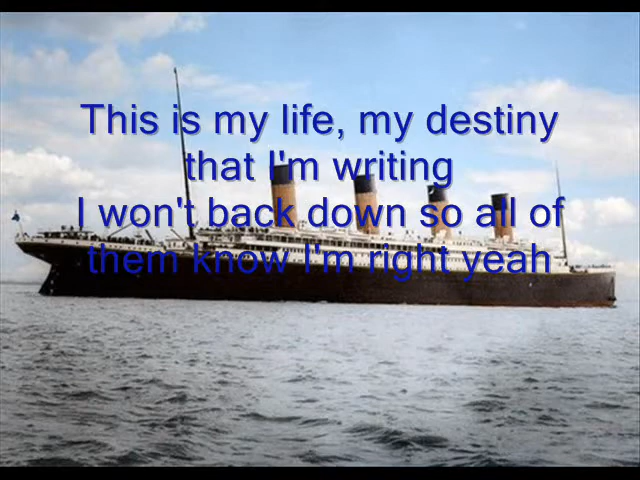 This is my life, my destiny
that I'm writing
I won't back down so all of
them know I'm right yeah